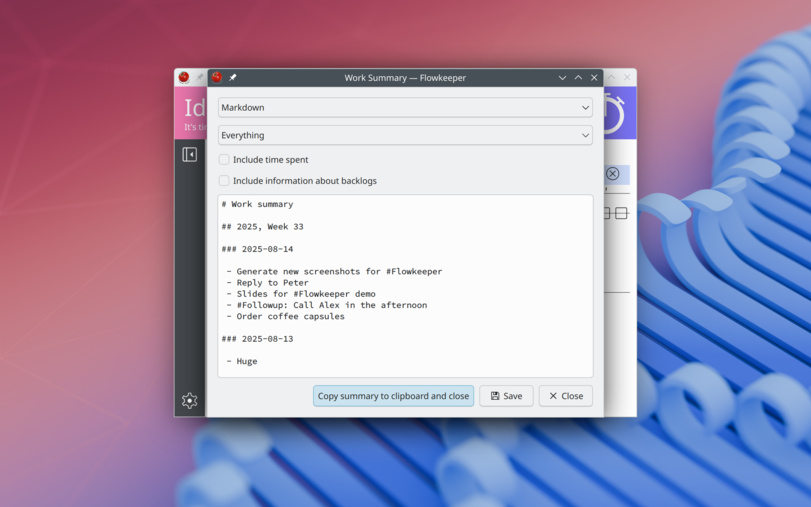 Work Summary — Flowkeeper
Id
It's ti
Markdown
Everything
Include time spent
Include information about backlogs
# Work summary
## 2025, Week 33
### 2025-08-14
- Generate new screenshots for #Flowkeeper
- Reply to Peter
- Slides for #Flowkeeper demo
- #Followup: Call Alex in the afternoon
- Order coffee capsules
### 2025-08-13
- Huge
Copy summary to clipboard and close
Save
Close